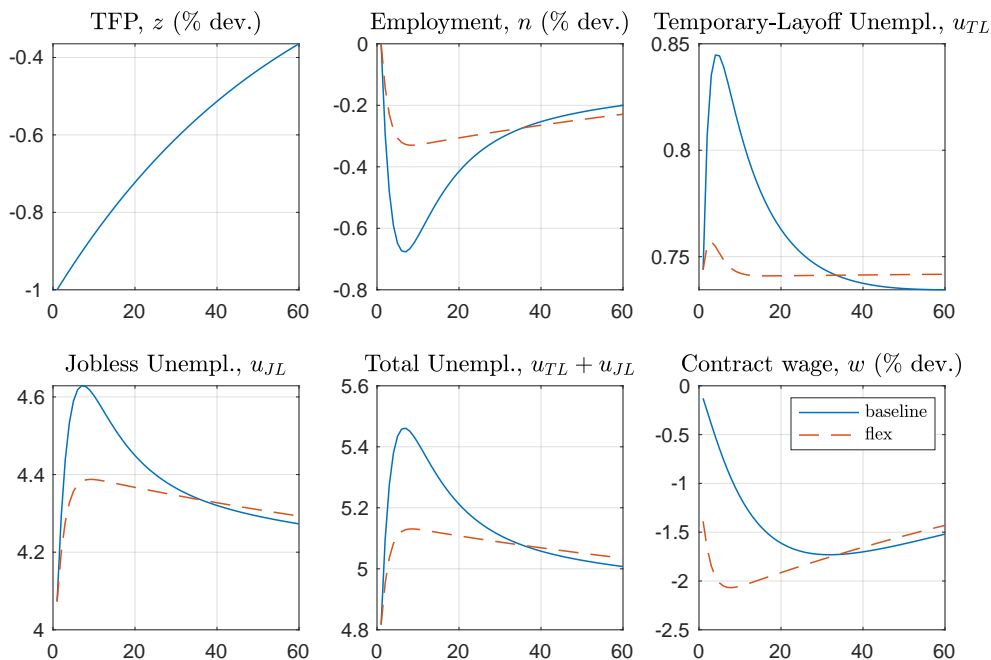 TFP, z (% dev.)
-0.4
-0.6
-0.8
-1
0 20 40 60
Employment, n (% dev.)
0
-0.2
-0.4
-0.6
-0.8
0 20 40 60
Temporary-Layoff Unempl., u_TL
0.85
0.8
0.75
0 20 40 60
Jobless Unempl., u_JL
4.6
4.4
4.2
4
0 20 40 60
Total Unempl., u_TL + u_JL
5.6
5.4
5.2
5
4.8
0 20 40 60
Contract wage, w (% dev.)
0
-0.5
-1
-1.5
-2
-2.5
0 20 40 60
baseline
flex